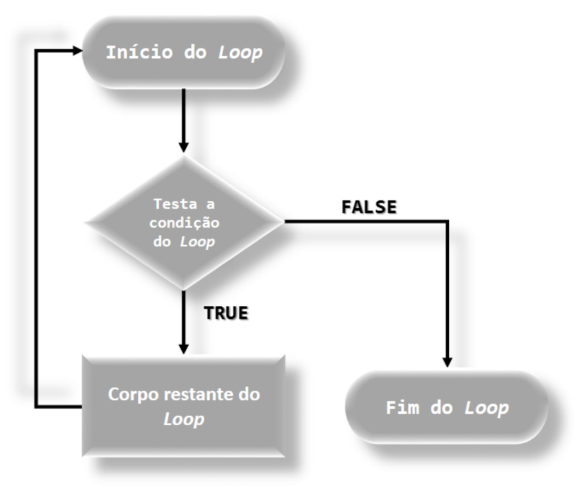 Início do Loop
Testa a
condição
do Loop
FALSE
TRUE
Corpo restante do
Loop
Fim do Loop